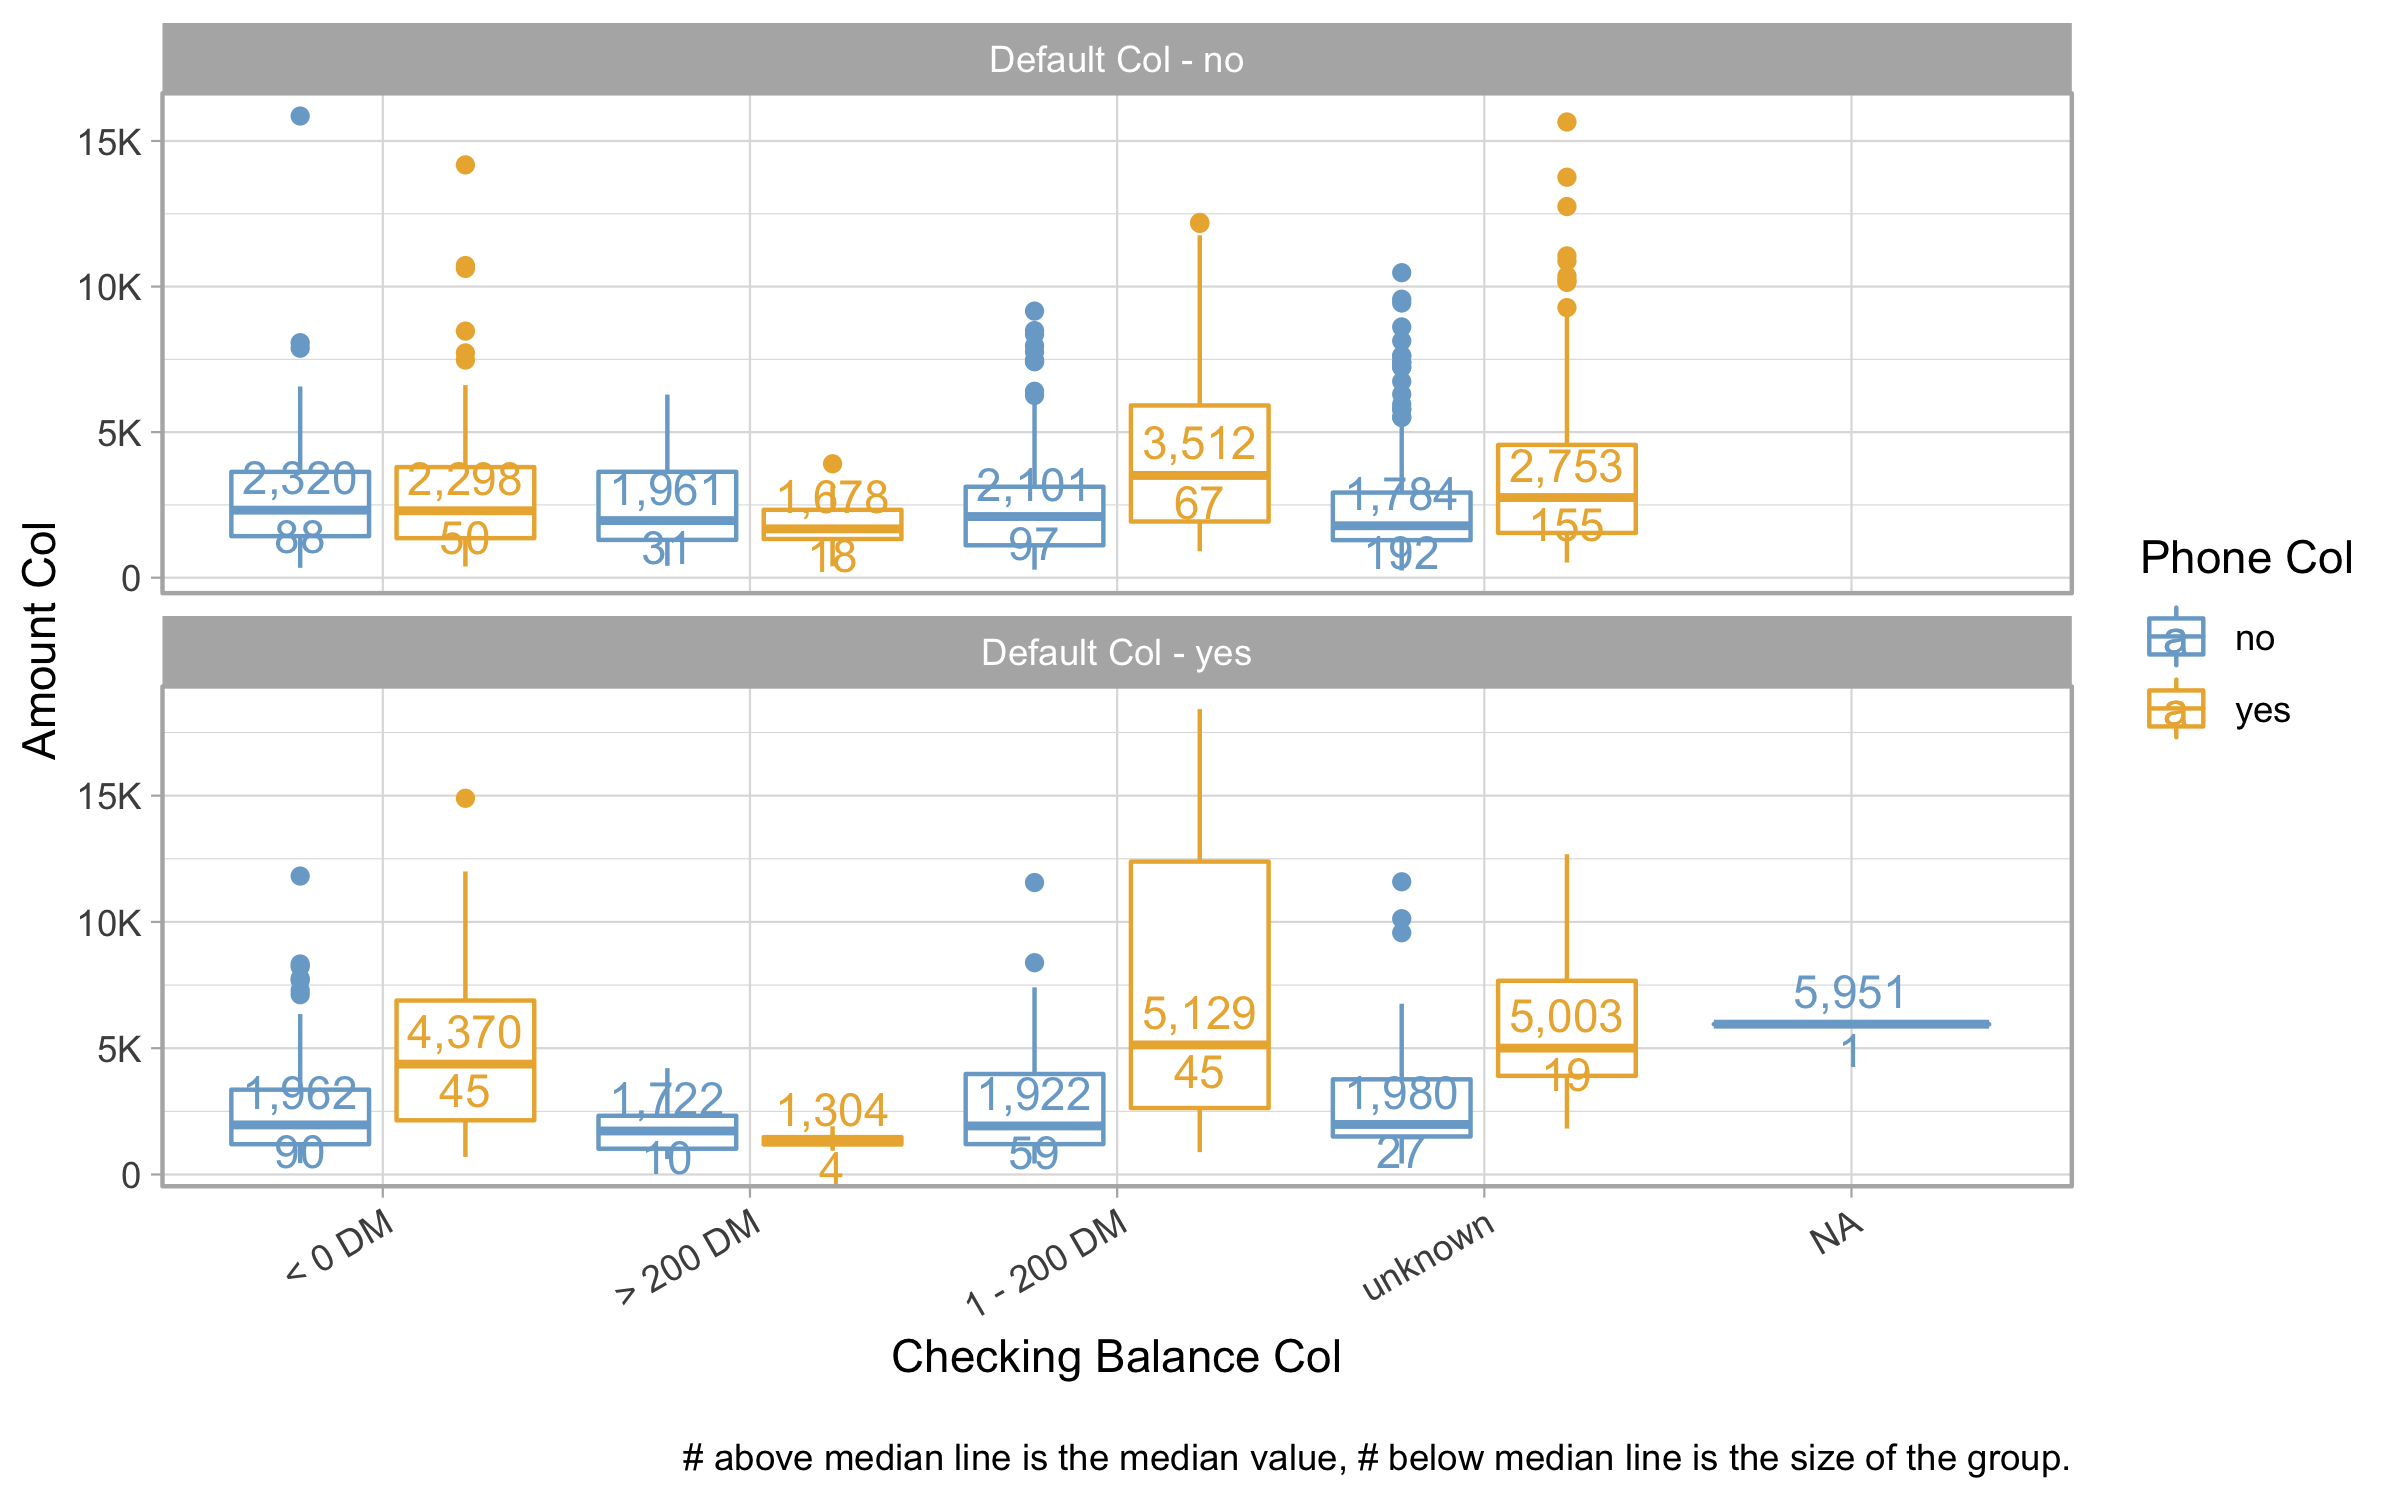 Default Col - no
15K
10K
5K
0
2,320
88
2,298
50
1,961
31
1,678
18
2,101
97
3,512
67
1,784
192
2,753
155
Amount Col
Default Col - yes
15K
10K
5K
0
1,962
90
4,370
45
1,722
10
1,304
4
1,922
59
5,129
45
1,980
27
5,003
19
5,951
1
< 0 DM
> 200 DM
1 - 200 DM
unknown
NA
Checking Balance Col
Phone Col
a no
a yes
# above median line is the median value, # below median line is the size of the group.